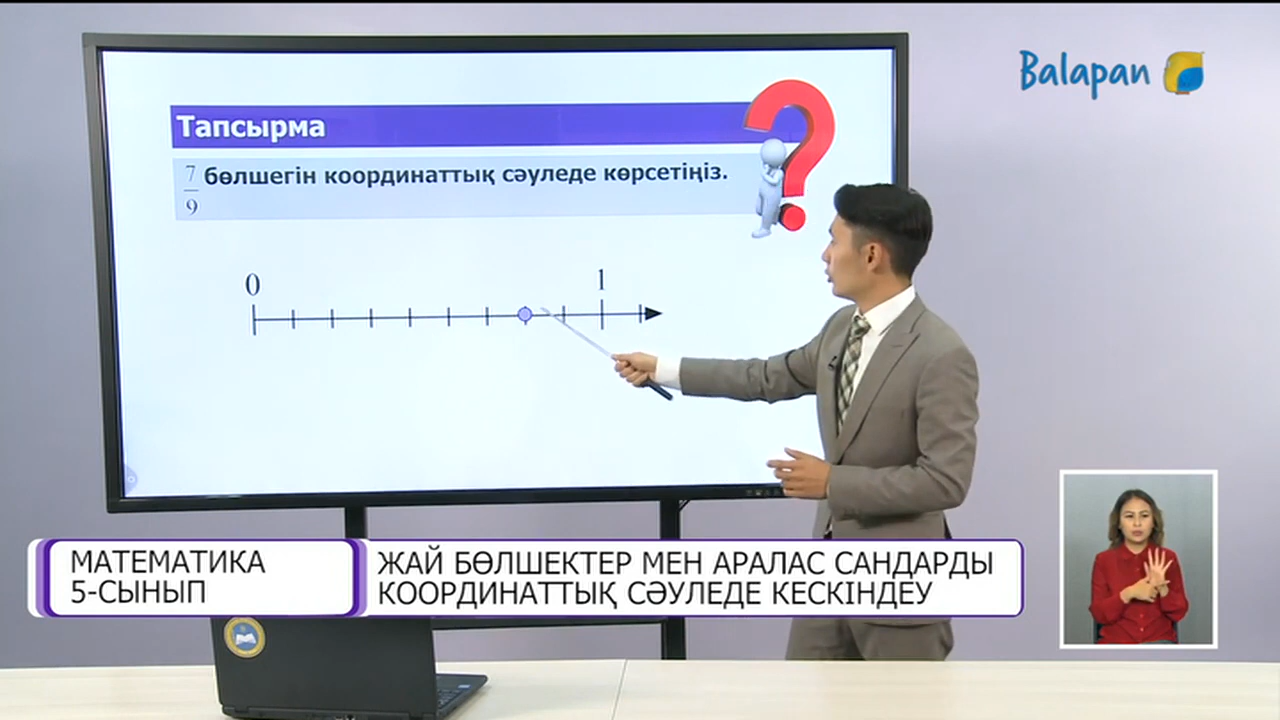 Balapan
Тапсырма
7
9
бөлшегін координаттық сәуледе көрсетіңіз.
0
1
МАТЕМАТИКА
5-СЫНЫП
ЖАЙ БӨЛШЕКТЕР МЕН АРАЛАС САНДАРДЫ
КООРДИНАТТЫҚ СӘУЛЕДЕ КЕСКІНДЕУ